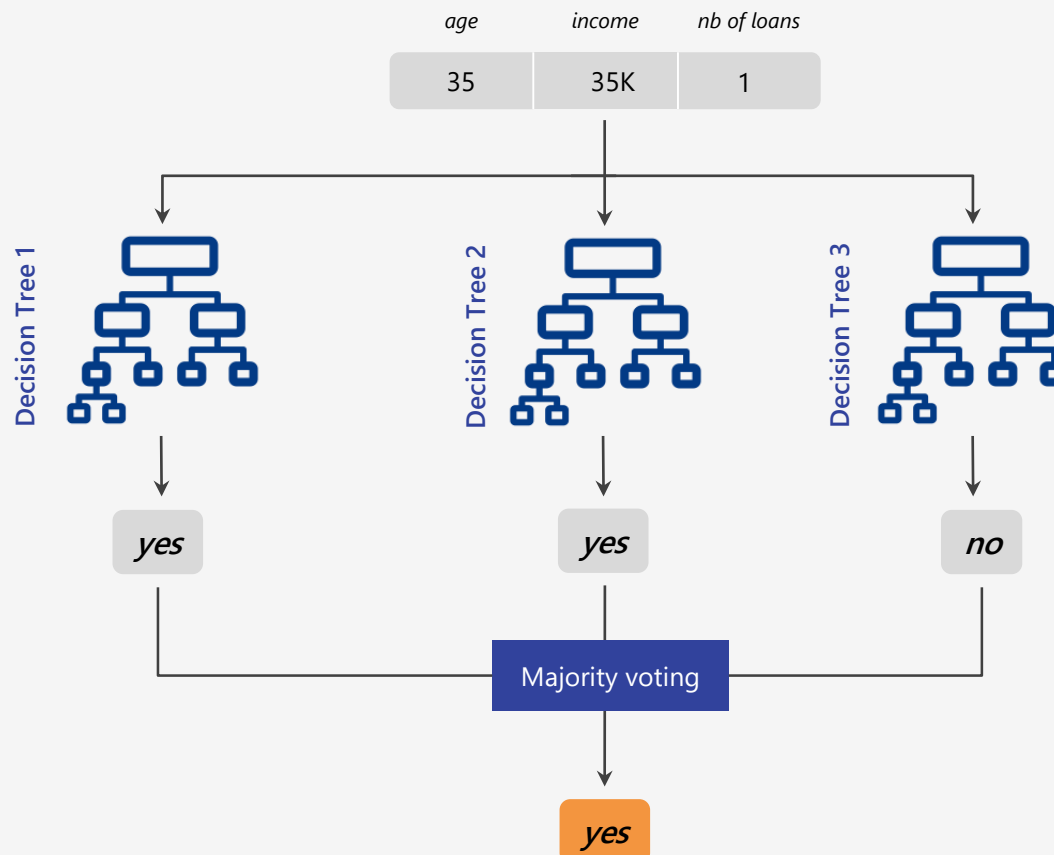 age income nb of loans
35 35K 1
Decision Tree 1
Decision Tree 2
Decision Tree 3
yes yes no
Majority voting
yes